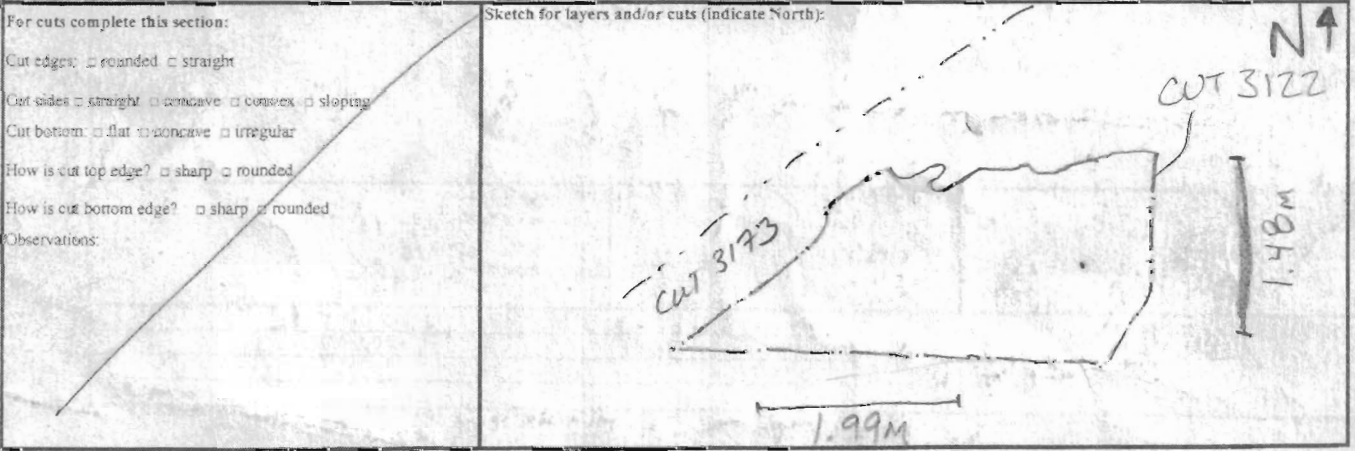 For cuts complete this section:
Cut edges: □ rounded □ straight
Cut sides □ straight □ concave □ convex □ sloping
Cut bottom: □ flat □ concave □ irregular
How is cut top edge? □ sharp □ rounded
How is cut bottom edge? □ sharp □ rounded
Observations:
Sketch for layers and/or cuts (indicate North):
N
CUT 3122
CUT 3173
1.48M
1.99M